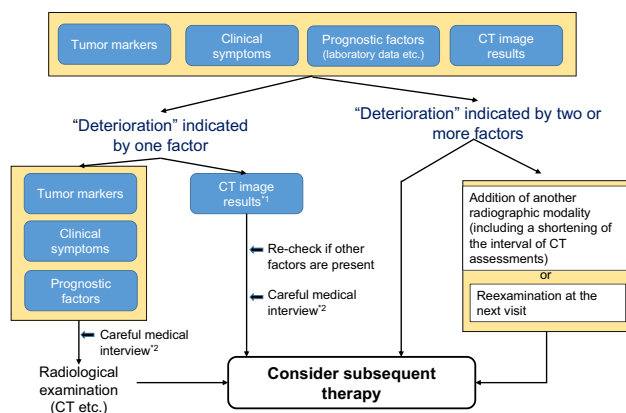 Tumor markers
Clinical
symptoms
Prognostic factors
(laboratory data etc.)
CT image
results
“Deterioration” indicated
by one factor
“Deterioration” indicated by two or
more factors
Tumor markers
Clinical
symptoms
Prognostic
factors
CT image
results*1
Re-check if other
factors are present
Careful medical
interview*2
Addition of another
radiographic modality
(including a shortening of
the interval of CT
assessments)
or
Reexamination at the
next visit
Careful medical
interview*2
Radiological
examination
(CT etc.)
Consider subsequent
therapy